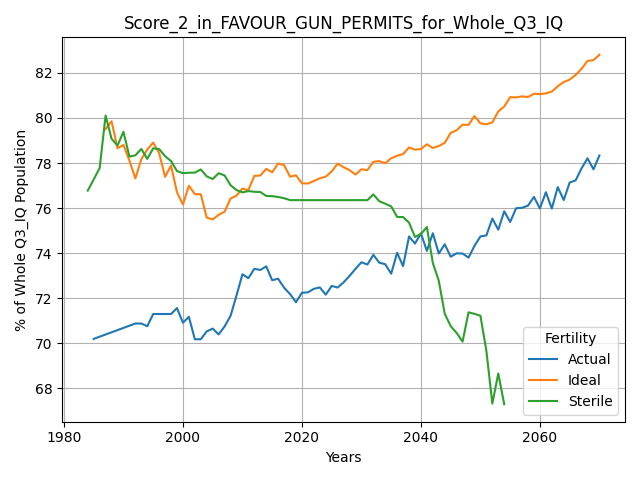 Score_2_in_FAVOUR_GUN_PERMITS_for_Whole_Q3_IQ
% of Whole Q3_IQ Population
82
80
78
76
74
72
70
68
1980
2000
2020
2040
2060
Years
Fertility
Actual
Ideal
Sterile